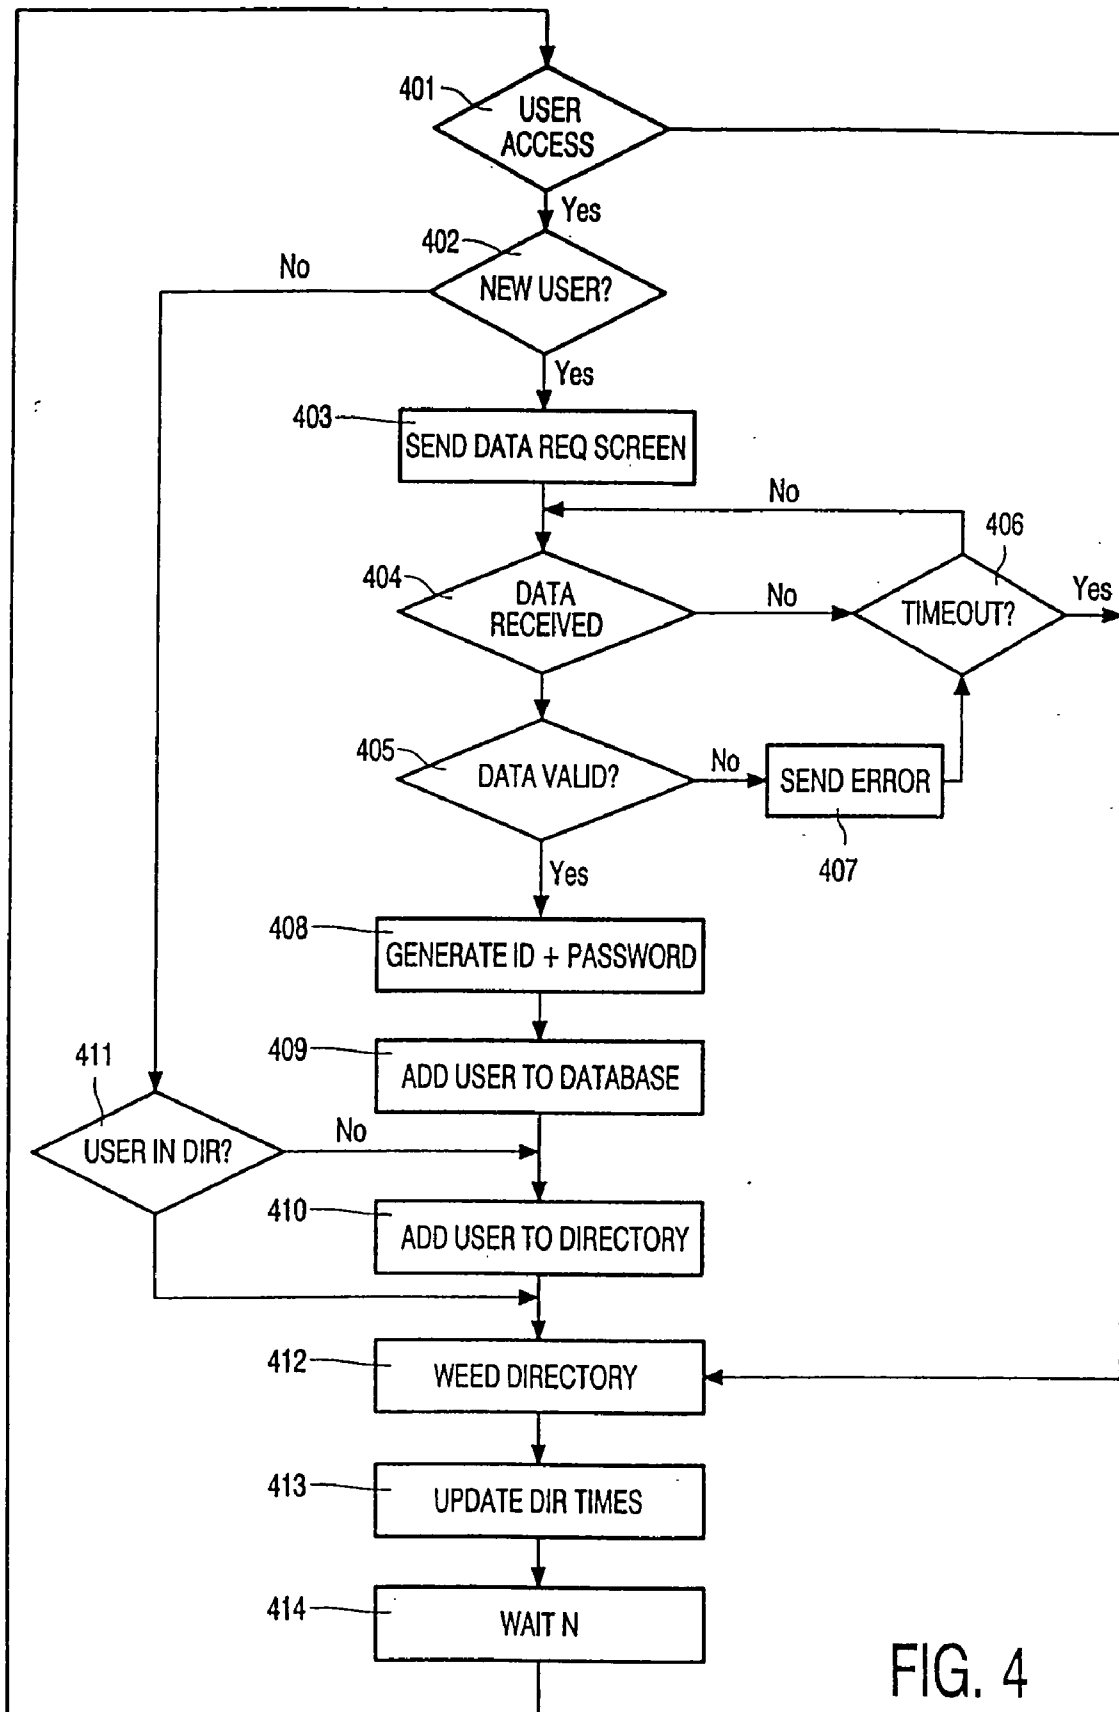 401
USER
ACCESS
Yes
402
No
NEW USER?
Yes
403
SEND DATA REQ SCREEN
No
406
404
DATA
RECEIVED
No
TIMEOUT?
Yes
405
DATA VALID?
No
SEND ERROR
407
Yes
408
GENERATE ID + PASSWORD
409
ADD USER TO DATABASE
411
USER IN DIR?
No
410
ADD USER TO DIRECTORY
412
WEED DIRECTORY
413
UPDATE DIR TIMES
414
WAIT N
FIG. 4